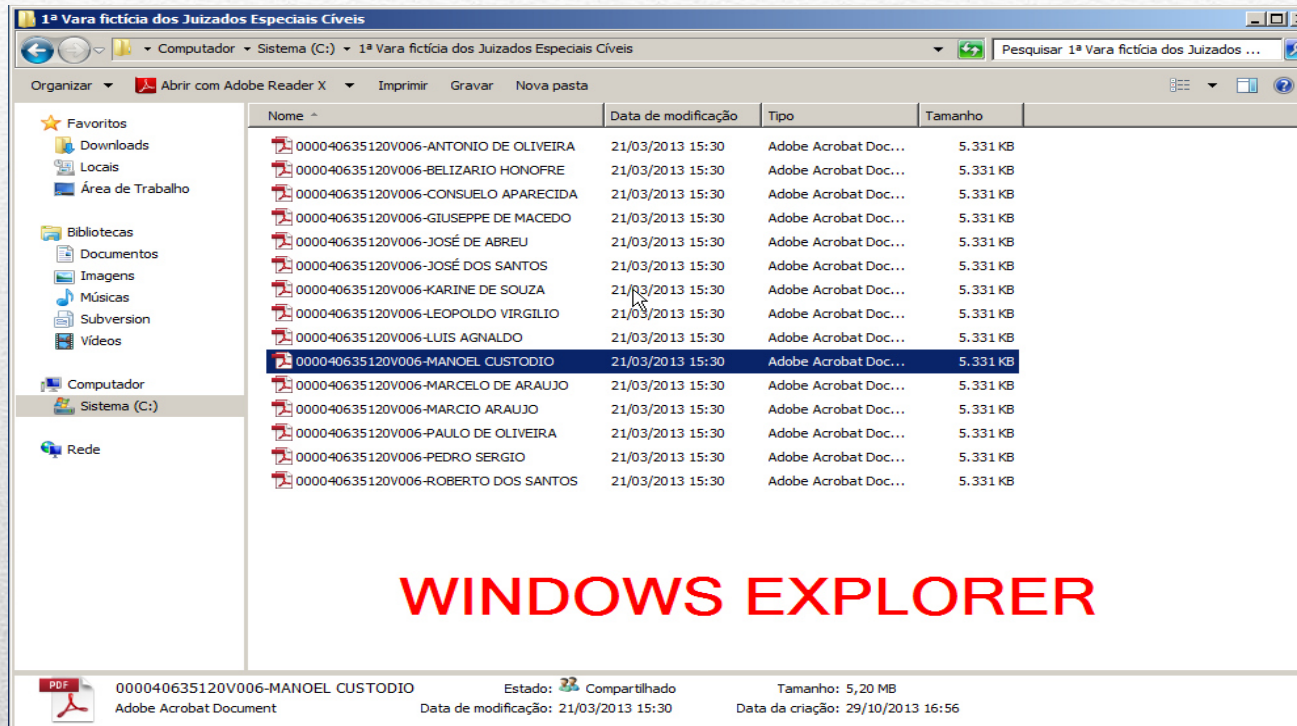 1ª Vara fictícia dos Juizados Especiais Cíveis
Computador Sistema (C:) 1ª Vara fictícia dos Juizados Especiais Cíveis Pesquisar 1ª Vara fictícia dos Juizados ...
Organizar Abrir com Adobe Reader X Imprimir Gravar Nova pasta
Favoritos
Downloads
Locais
Área de Trabalho
Bibliotecas
Documentos
Imagens
Músicas
Subversion
Vídeos
Computador
Sistema (C:)
Rede
Nome Data de modificação Tipo Tamanho
000040635120V006-ANTONIO DE OLIVEIRA 21/03/2013 15:30 Adobe Acrobat Doc... 5.331 KB
000040635120V006-BELIZARIO HONOFRE 21/03/2013 15:30 Adobe Acrobat Doc... 5.331 KB
000040635120V006-CONSUELO APARECIDA 21/03/2013 15:30 Adobe Acrobat Doc... 5.331 KB
000040635120V006-GIUSEPPE DE MACEDO 21/03/2013 15:30 Adobe Acrobat Doc... 5.331 KB
000040635120V006-JOSÉ DE ABREU 21/03/2013 15:30 Adobe Acrobat Doc... 5.331 KB
000040635120V006-JOSÉ DOS SANTOS 21/03/2013 15:30 Adobe Acrobat Doc... 5.331 KB
000040635120V006-KARINE DE SOUZA 21/03/2013 15:30 Adobe Acrobat Doc... 5.331 KB
000040635120V006-LEOPOLDO VIRGILIO 21/03/2013 15:30 Adobe Acrobat Doc... 5.331 KB
000040635120V006-LUIS AGNALDO 21/03/2013 15:30 Adobe Acrobat Doc... 5.331 KB
000040635120V006-MANOEL CUSTODIO 21/03/2013 15:30 Adobe Acrobat Doc... 5.331 KB
000040635120V006-MARCELO DE ARAUJO 21/03/2013 15:30 Adobe Acrobat Doc... 5.331 KB
000040635120V006-MARCIO ARAUJO 21/03/2013 15:30 Adobe Acrobat Doc... 5.331 KB
000040635120V006-PAULO DE OLIVEIRA 21/03/2013 15:30 Adobe Acrobat Doc... 5.331 KB
000040635120V006-PEDRO SERGIO 21/03/2013 15:30 Adobe Acrobat Doc... 5.331 KB
000040635120V006-ROBERTO DOS SANTOS 21/03/2013 15:30 Adobe Acrobat Doc... 5.331 KB
WINDOWS EXPLORER
PDF
000040635120V006-MANOEL CUSTODIO Estado: Compartilhado Tamanho: 5,20 MB
Adobe Acrobat Document Data de modificação: 21/03/2013 15:30 Data da criação: 29/10/2013 16:56